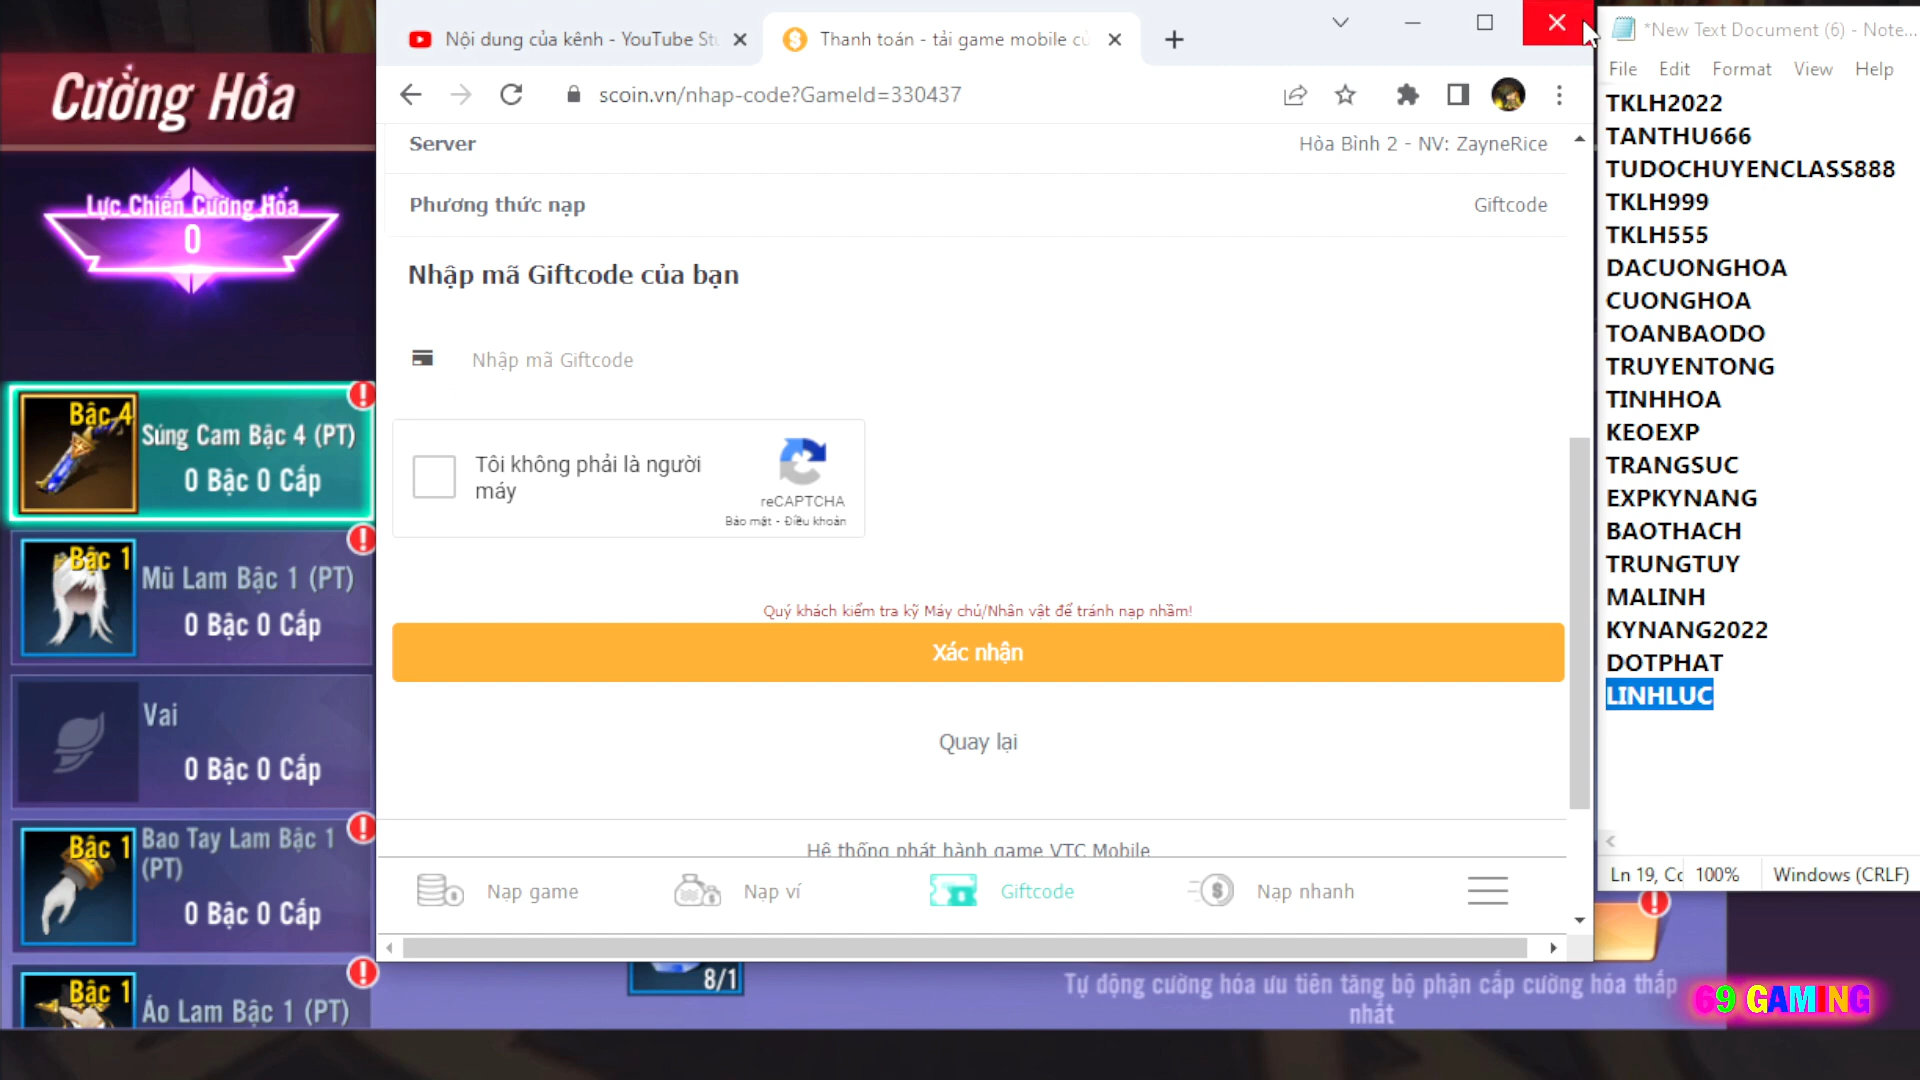 Cường Hóa
Lực Chiến Cường Hóa
0
Bậc 4
Súng Cam Bậc 4 (PT)
0 Bậc 0 Cấp
Bậc 1
Mũ Lam Bậc 1 (PT)
0 Bậc 0 Cấp
Vai
0 Bậc 0 Cấp
Bậc 1
Bao Tay Lam Bậc 1
(PT)
0 Bậc 0 Cấp
Bậc 1
Áo Lam Bậc 1 (PT)
Nội dung của kênh - YouTube Stu
Thanh toán - tải game mobile củ
scoin.vn/nhap-code?GameId=330437
Server
Hòa Bình 2 - NV: ZayneRice
Phương thức nạp
Giftcode
Nhập mã Giftcode của bạn
Nhập mã Giftcode
Tôi không phải là người
máy
reCAPTCHA
Bảo mật - Điều khoản
Quý khách kiểm tra kỹ Máy chủ/Nhân vật để tránh nạp nhầm!
Xác nhận
Quay lại
Hệ thống phát hành game VTC Mobile
Nạp game
Nạp ví
Giftcode
Nạp nhanh
8/1
Tự động cường hóa ưu tiên tăng bộ phận cấp cường hóa thấp
nhất
69 GAMING
*New Text Document (6) - Note...
File Edit Format View Help
TKLH2022
TANTHU666
TUDOCHUYENCLASS888
TKLH999
TKLH555
DACUONGHOA
CUONGHOA
TOANBAODO
TRUYENTONG
TINHHOA
KEOEXP
TRANGSUC
EXPKYNANG
BAOTHACH
TRUNGTUY
MALINH
KYNANG2022
DOTPHAT
LINHLUC
Ln 19, Cc 100% Windows (CRLF)